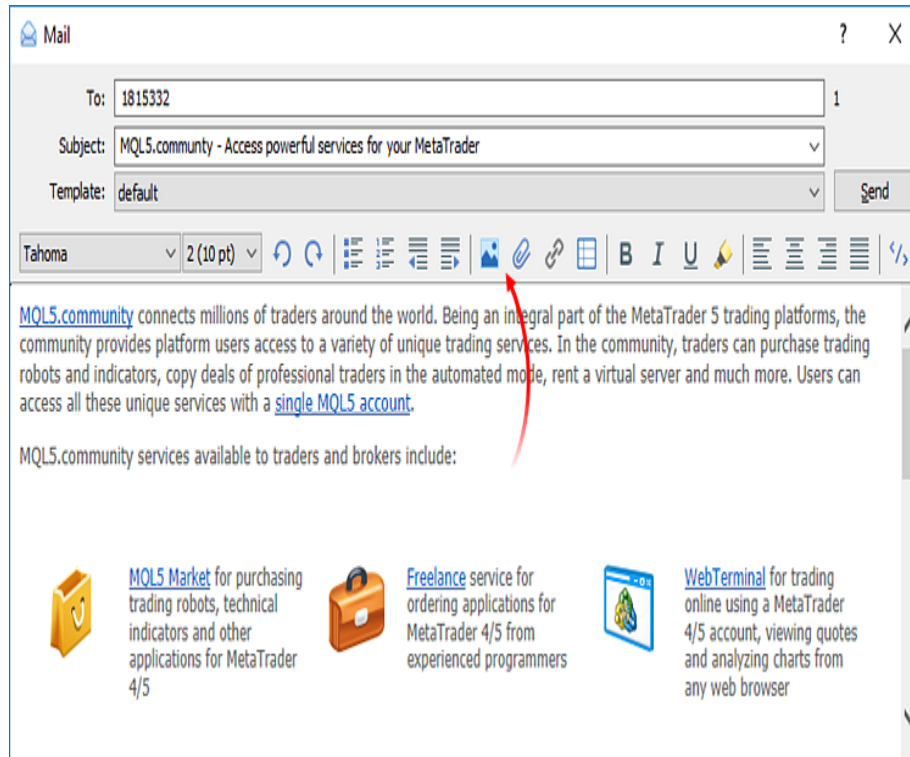 Mail
?
X
To: 1815332 1
Subject: MQL5.communty - Access powerful services for your MetaTrader
Template: default Send
Tahoma 2 (10 pt) B I U
MQL5.community connects millions of traders around the world. Being an integral part of the MetaTrader 5 trading platforms, the
community provides platform users access to a variety of unique trading services. In the community, traders can purchase trading
robots and indicators, copy deals of professional traders in the automated mode, rent a virtual server and much more. Users can
access all these unique services with a single MQL5 account.
MQL5.community services available to traders and brokers include:
MQL5 Market for purchasing
trading robots, technical
indicators and other
applications for MetaTrader
4/5
Freelance service for
ordering applications for
MetaTrader 4/5 from
experienced programmers
WebTerminal for trading
online using a MetaTrader
4/5 account, viewing quotes
and analyzing charts from
any web browser